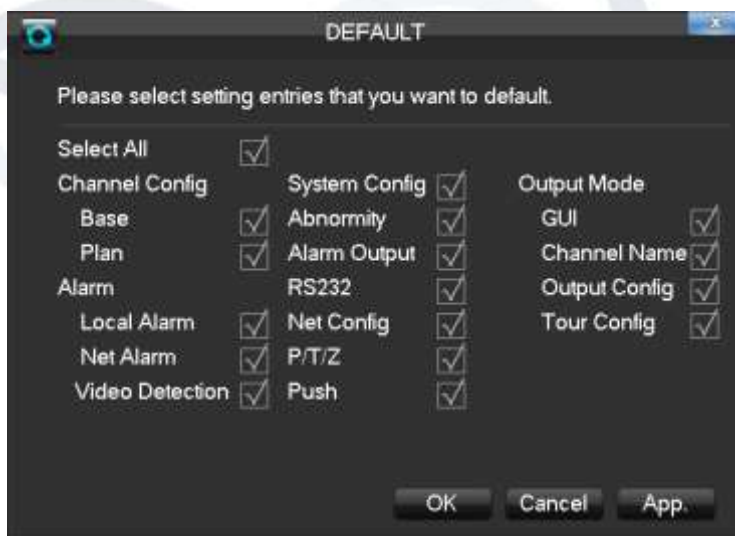 DEFAULT
x
Please select setting entries that you want to default.
Select All
Channel Config System Config Output Mode
Base Abnormity GUI
Plan Alarm Output Channel Name
Alarm RS232 Output Config
Local Alarm Net Config Tour Config
Net Alarm P/T/Z
Video Detection Push
OK Cancel App.